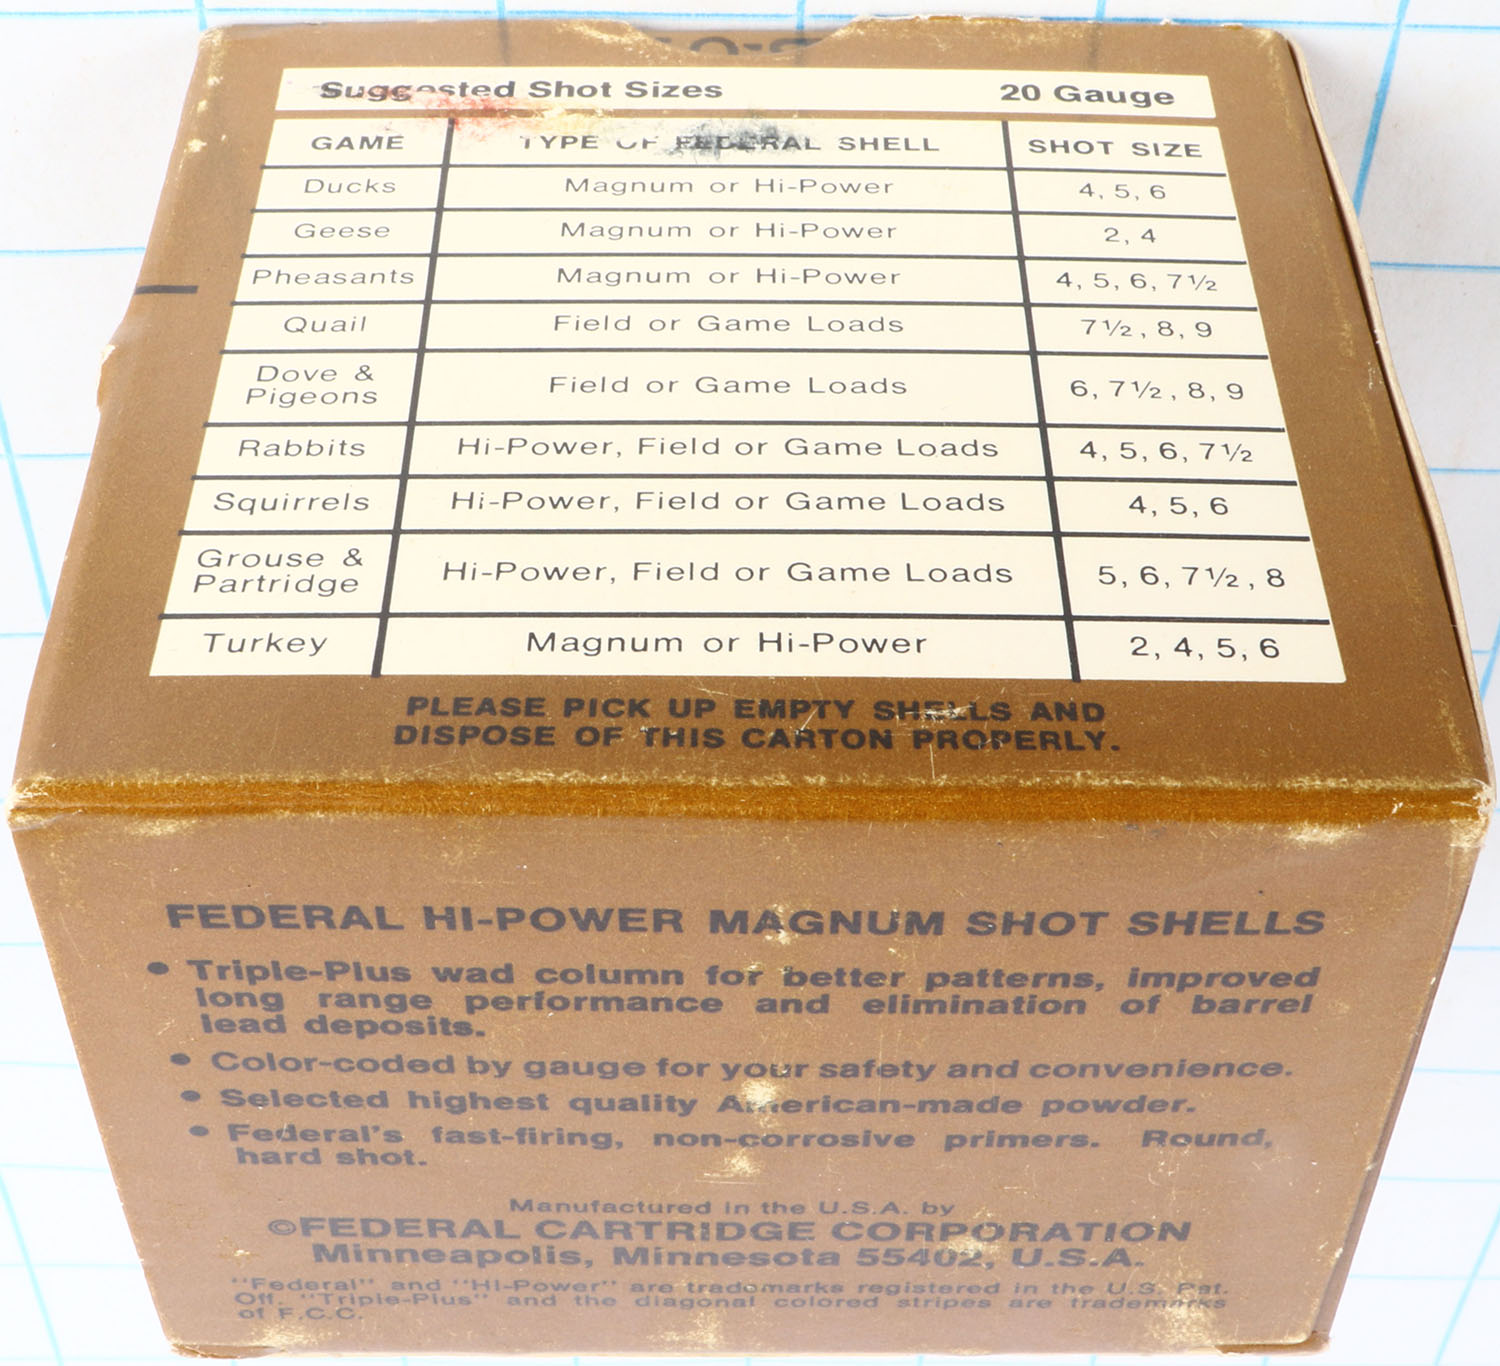 Suggested Shot Sizes 20 Gauge
GAME TYPE OF FEDERAL SHELL SHOT SIZE
Ducks Magnum or Hi-Power 4, 5, 6
Geese Magnum or Hi-Power 2, 4
Pheasants Magnum or Hi-Power 4, 5, 6, 7½
Quail Field or Game Loads 7½, 8, 9
Dove &
Pigeons Field or Game Loads 6, 7½, 8, 9
Rabbits Hi-Power, Field or Game Loads 4, 5, 6, 7½
Squirrels Hi-Power, Field or Game Loads 4, 5, 6
Grouse &
Partridge Hi-Power, Field or Game Loads 5, 6, 7½, 8
Turkey Magnum or Hi-Power 2, 4, 5, 6
PLEASE PICK UP EMPTY SHELLS AND
DISPOSE OF THIS CARTON PROPERLY.
FEDERAL HI-POWER MAGNUM SHOT SHELLS
• Triple-Plus wad column for better patterns, improved
long range performance and elimination of barrel
lead deposits.
• Color-coded by gauge for your safety and convenience.
• Selected highest quality American-made powder.
• Federal's fast-firing, non-corrosive primers. Round,
hard shot.
Manufactured in the U.S.A. by
©FEDERAL CARTRIDGE CORPORATION
Minneapolis, Minnesota 55402, U.S.A.
"Federal" and "HI-Power" are trademarks registered in the U.S. Pat.
Off. "Triple-Plus" and the diagonal colored stripes are trademarks
of F.C.C.